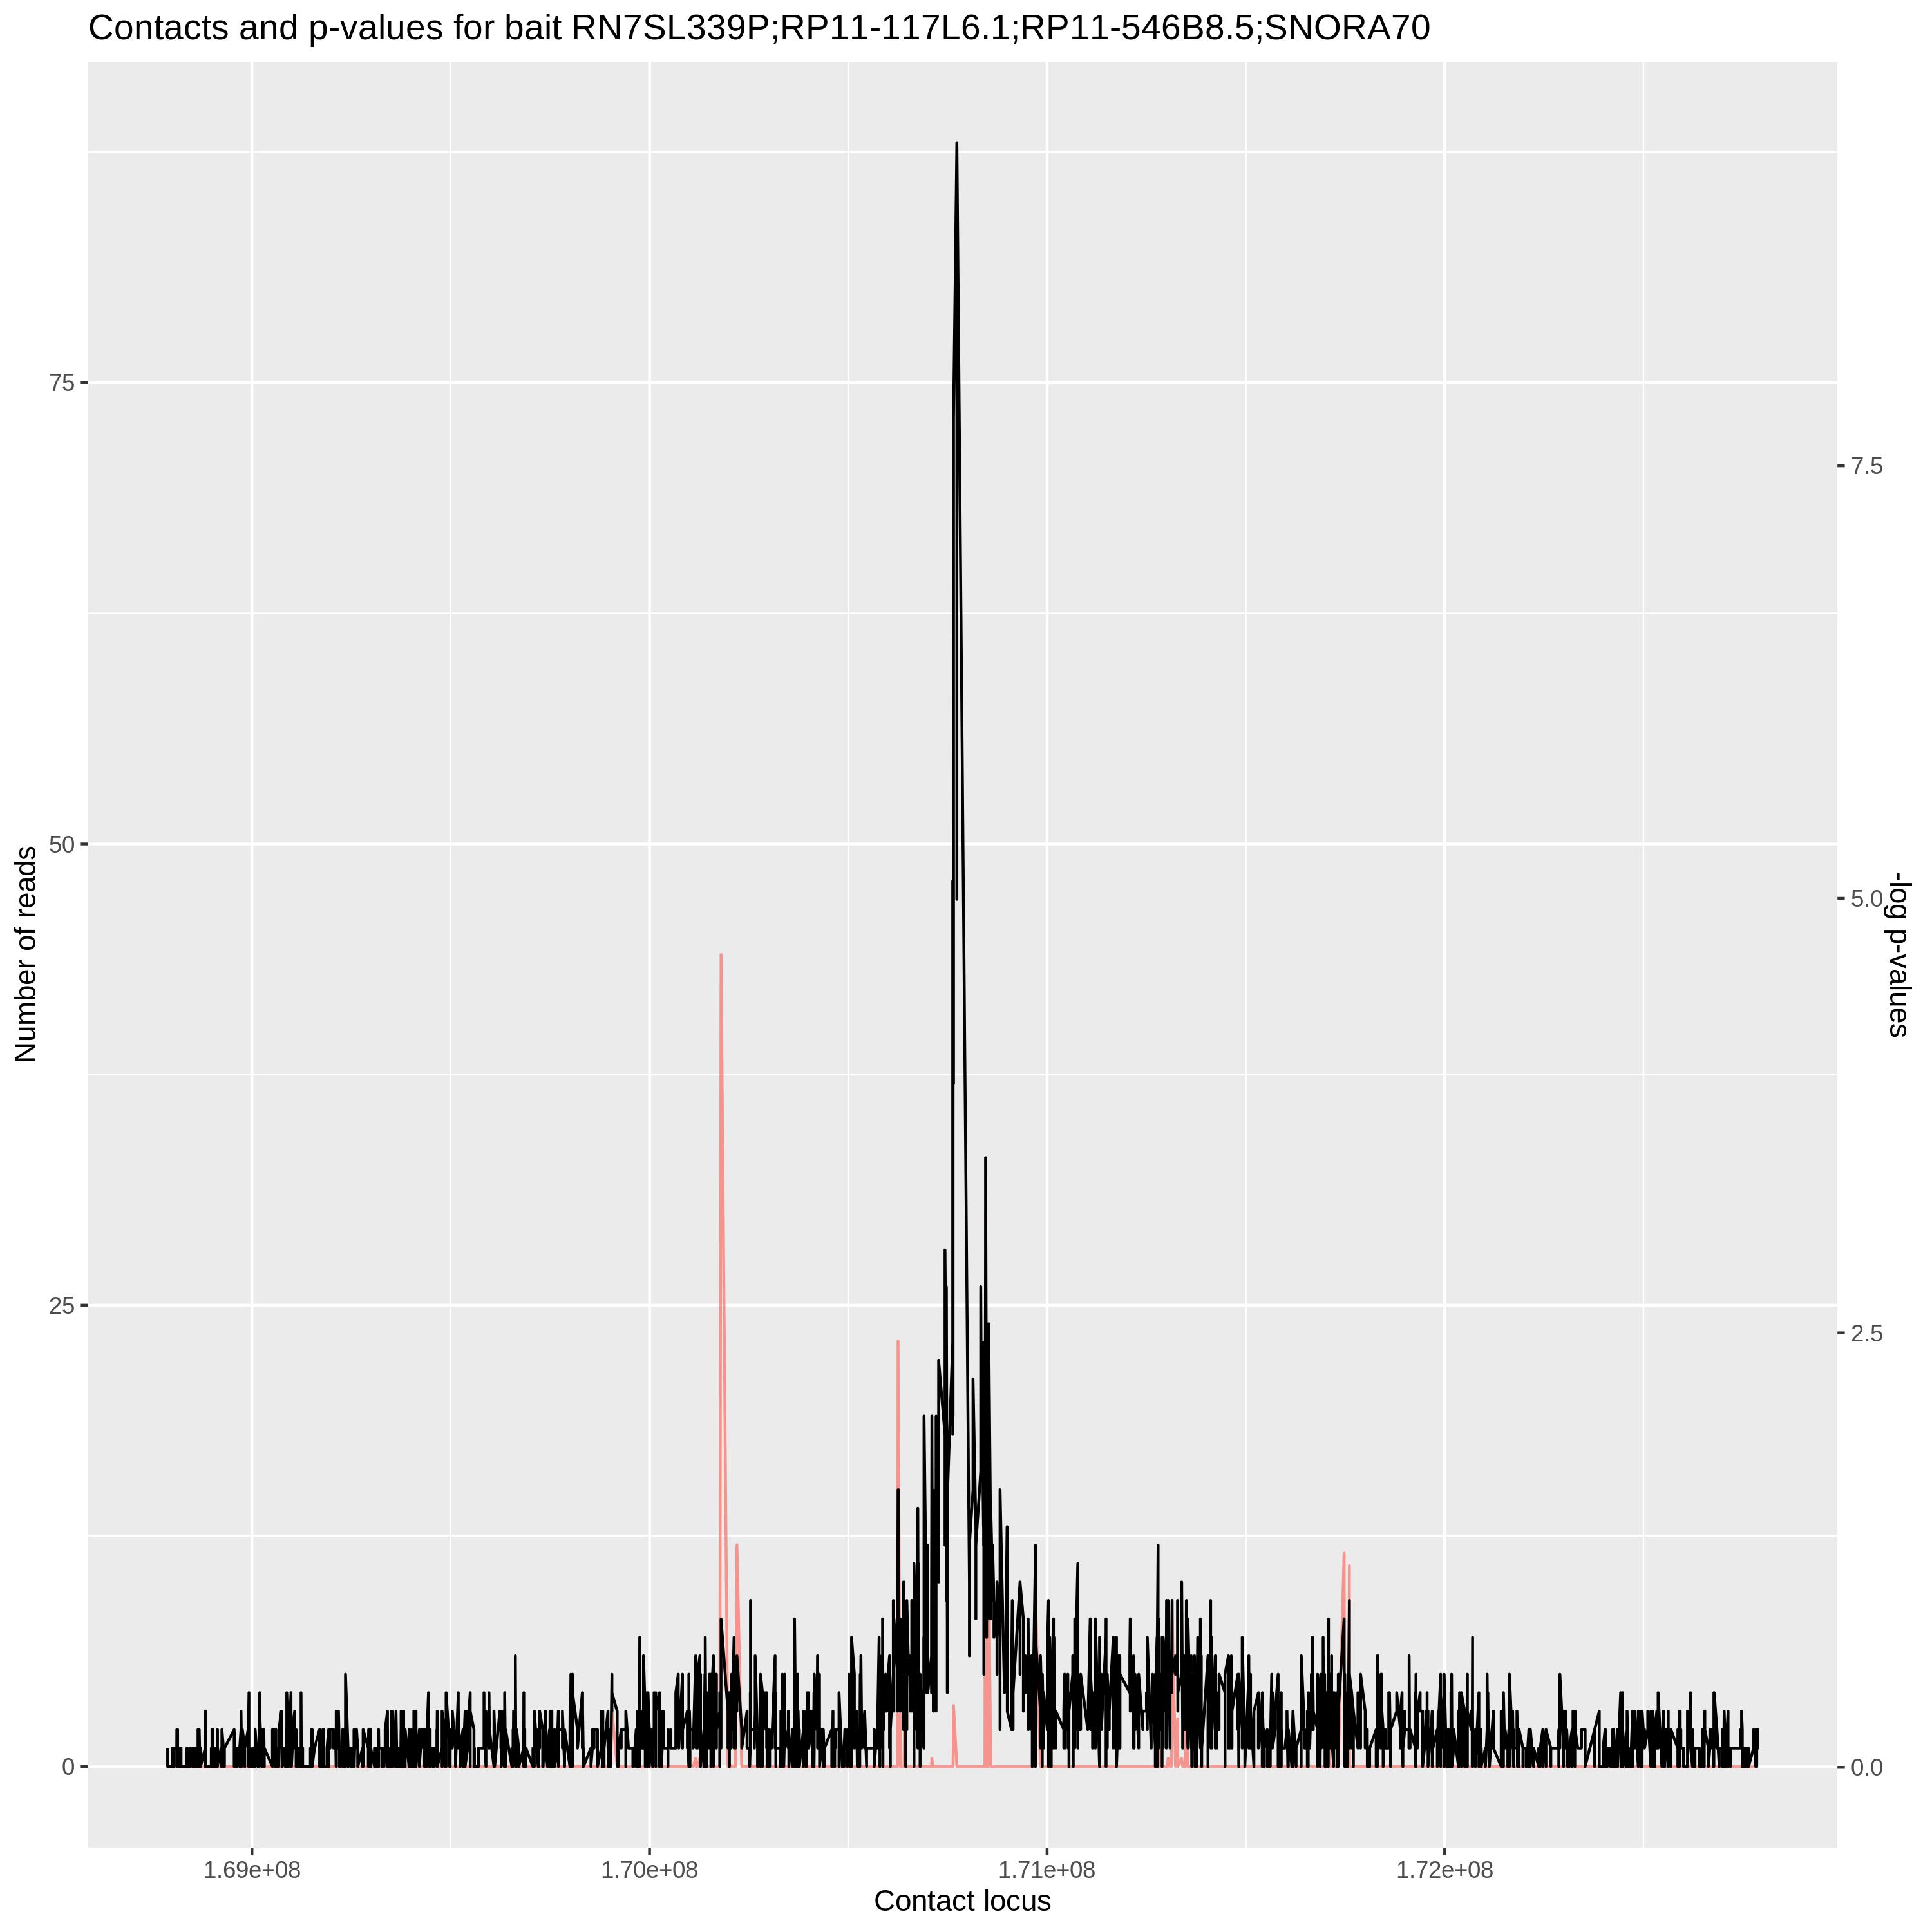 Contacts and p-values for bait RN7SL339P;RP11-117L6.1;RP11-546B8.5;SNORA70
75
50
25
0
Number of reads
7.5
5.0
2.5
0.0
-log p-values
1.69e+08
1.70e+08
1.71e+08
1.72e+08
Contact locus